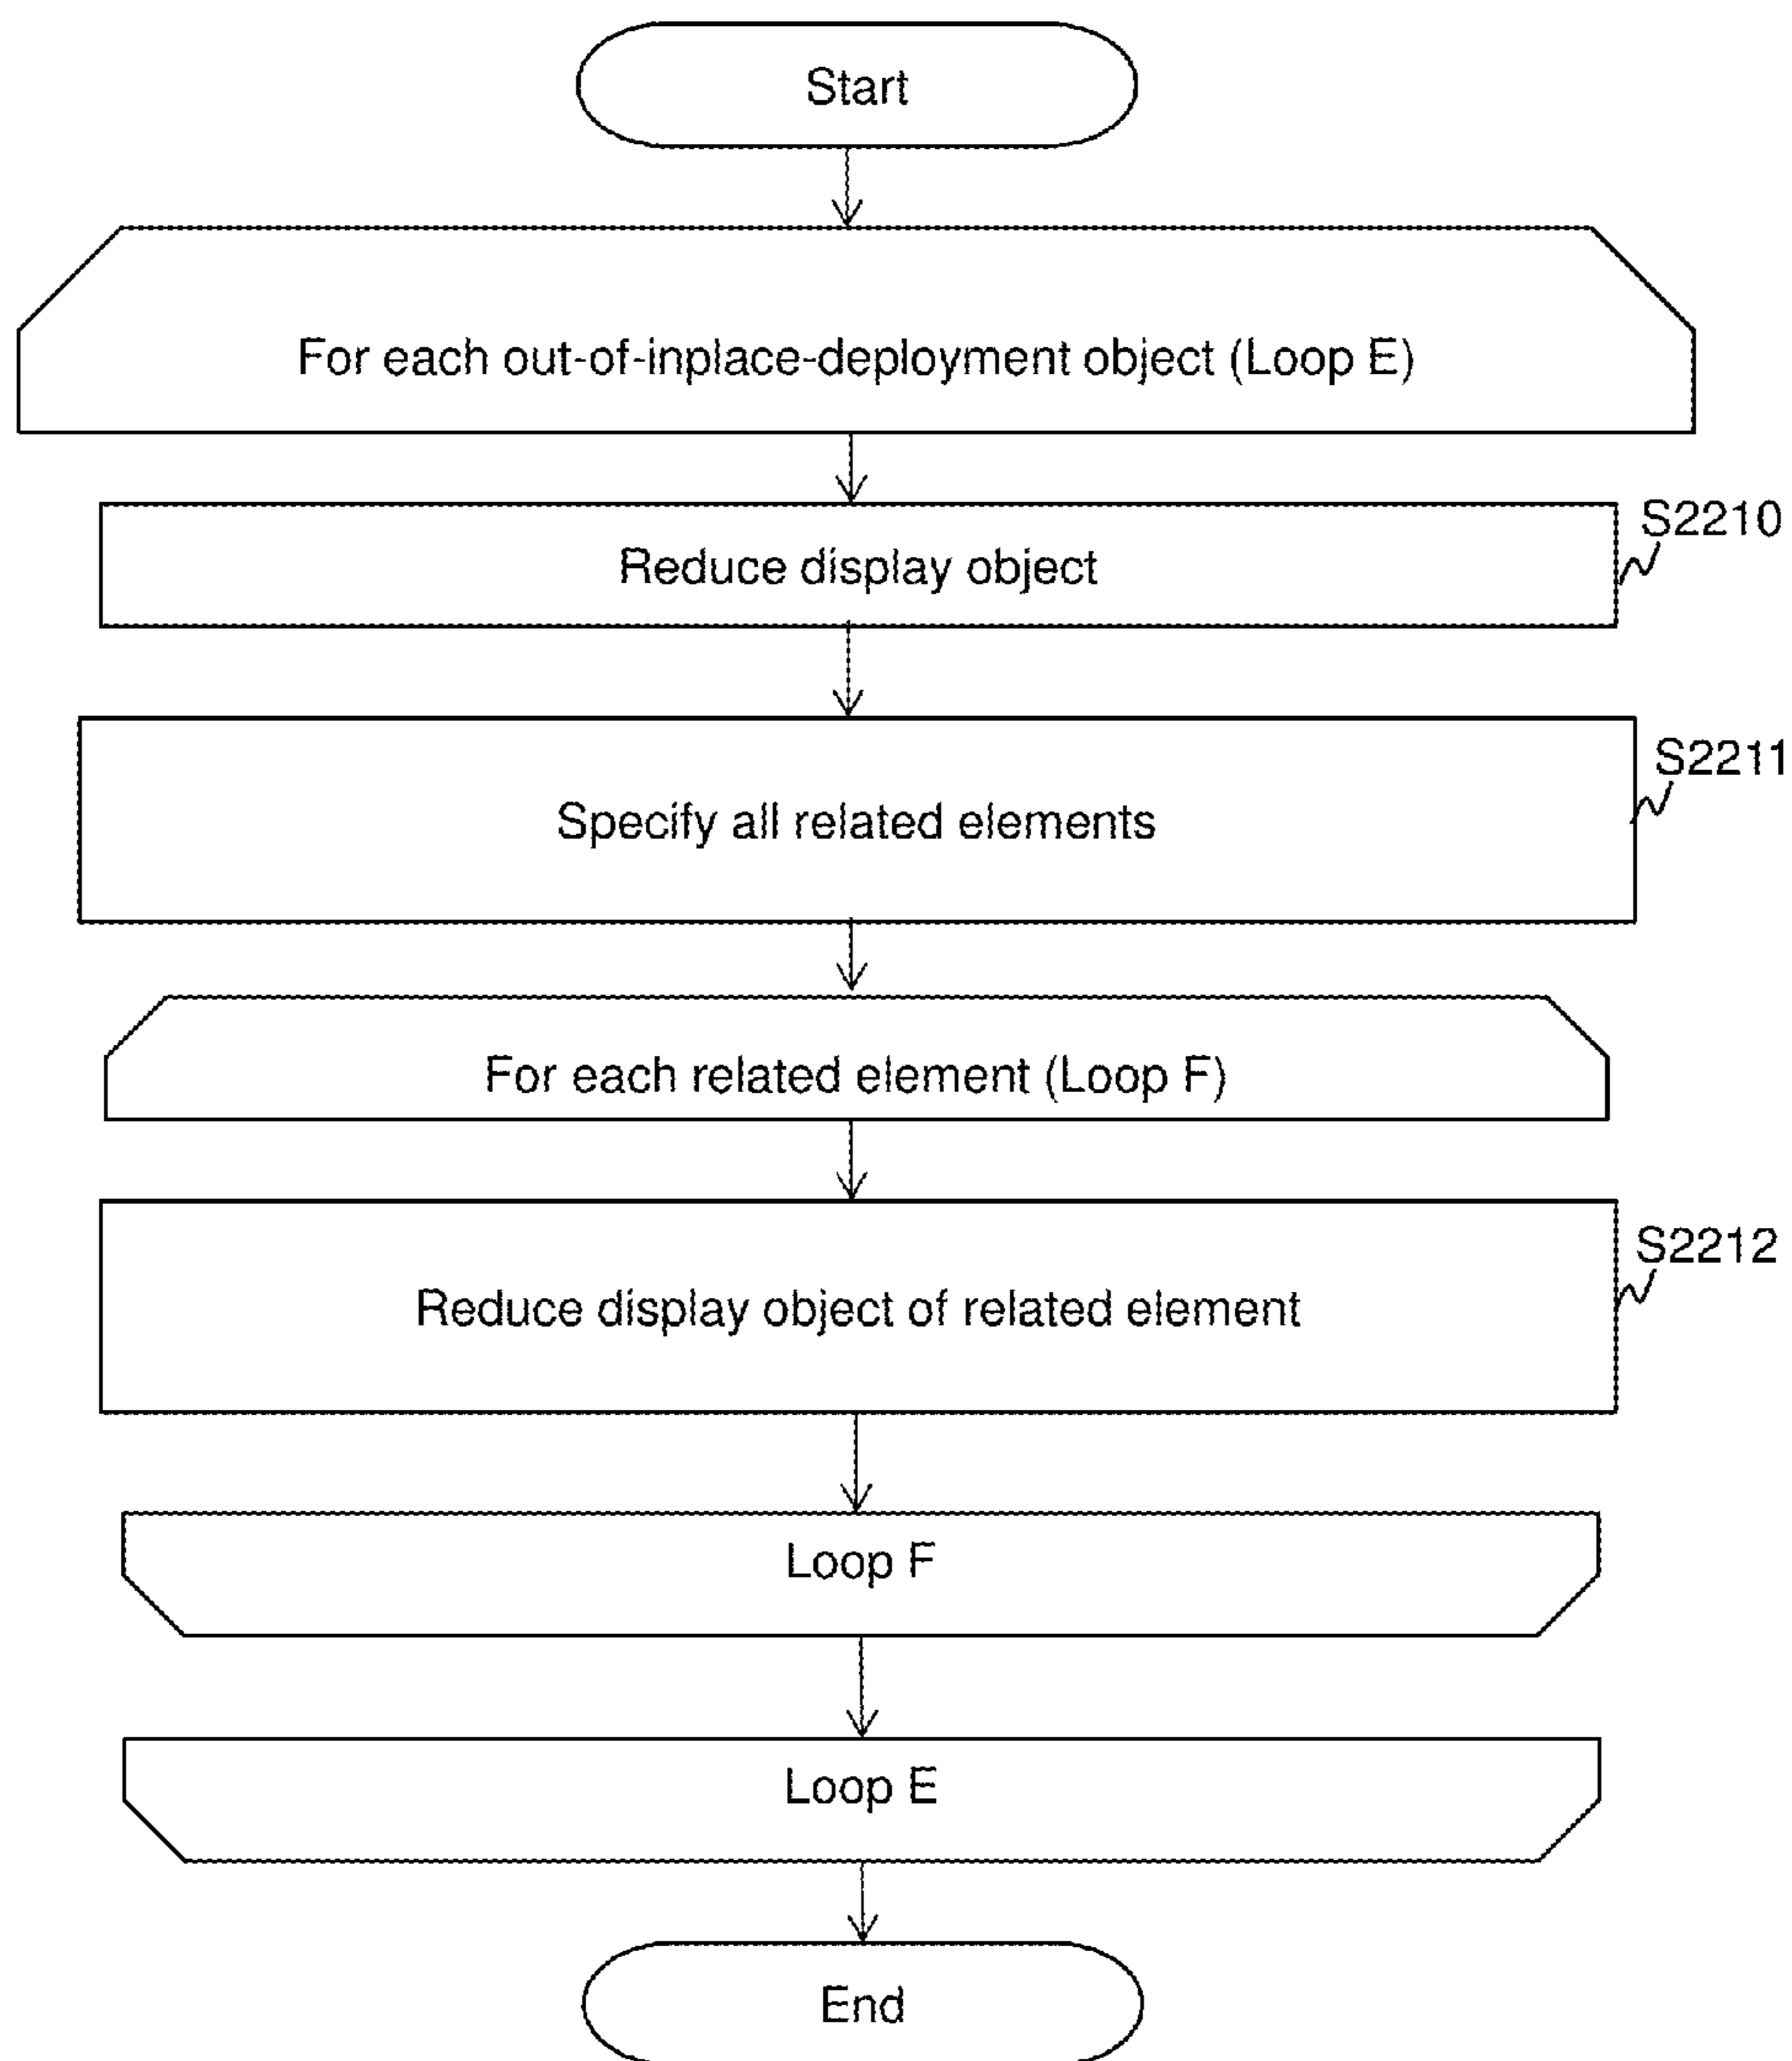 Start
For each out-of-inplace-deployment object (Loop E)
S2210
Reduce display object
S2211
Specify all related elements
For each related element (Loop F)
S2212
Reduce display object of related element
Loop F
Loop E
End